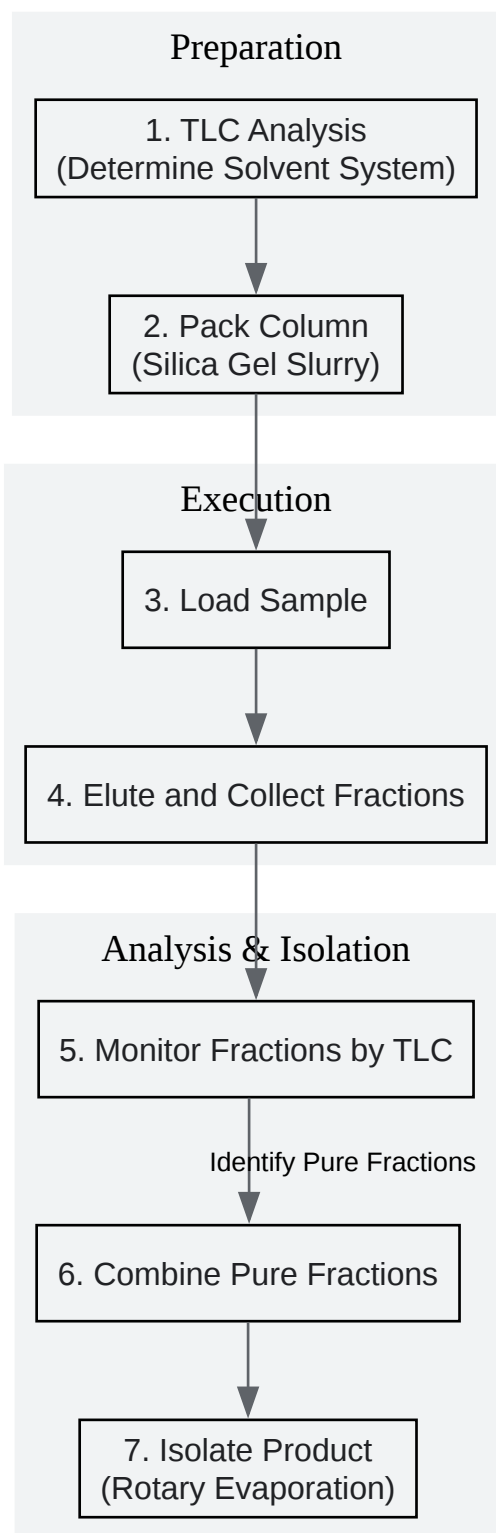 Preparation
1. TLC Analysis
(Determine Solvent System)
2. Pack Column
(Silica Gel Slurry)
Execution
3. Load Sample
4. Elute and Collect Fractions
Analysis & Isolation
5. Monitor Fractions by TLC
Identify Pure Fractions
6. Combine Pure Fractions
7. Isolate Product
(Rotary Evaporation)